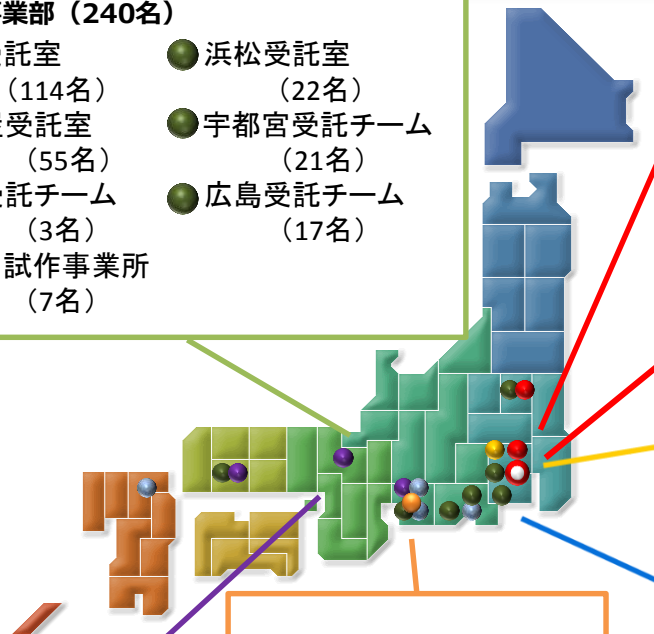 業部（240名）
託室
（114名）
受託室
（55名）
託チーム
（3名）
試作事業所
（7名）
浜松受託室
（22名）
宇都宮受託チーム
（21名）
広島受託チーム
（17名）